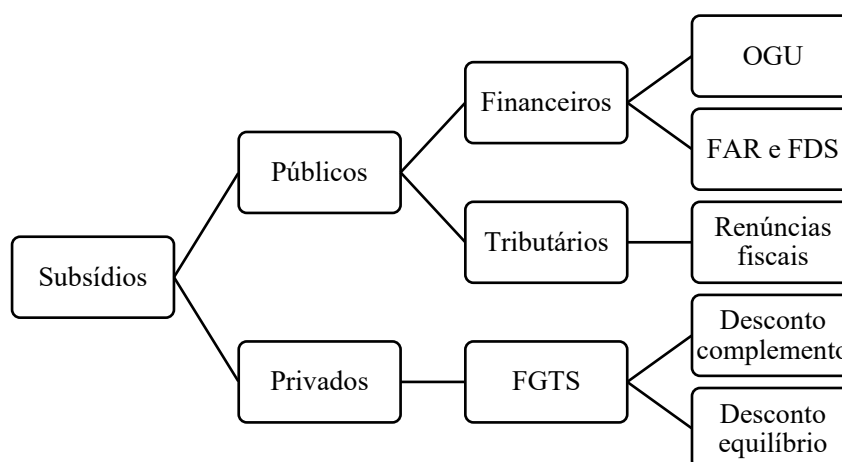 OGU
Financeiros
FAR e FDS
Públicos
Tributários
Renúncias
fiscais
Subsídios
Desconto
complemento
Privados
FGTS
Desconto
equilíbrio